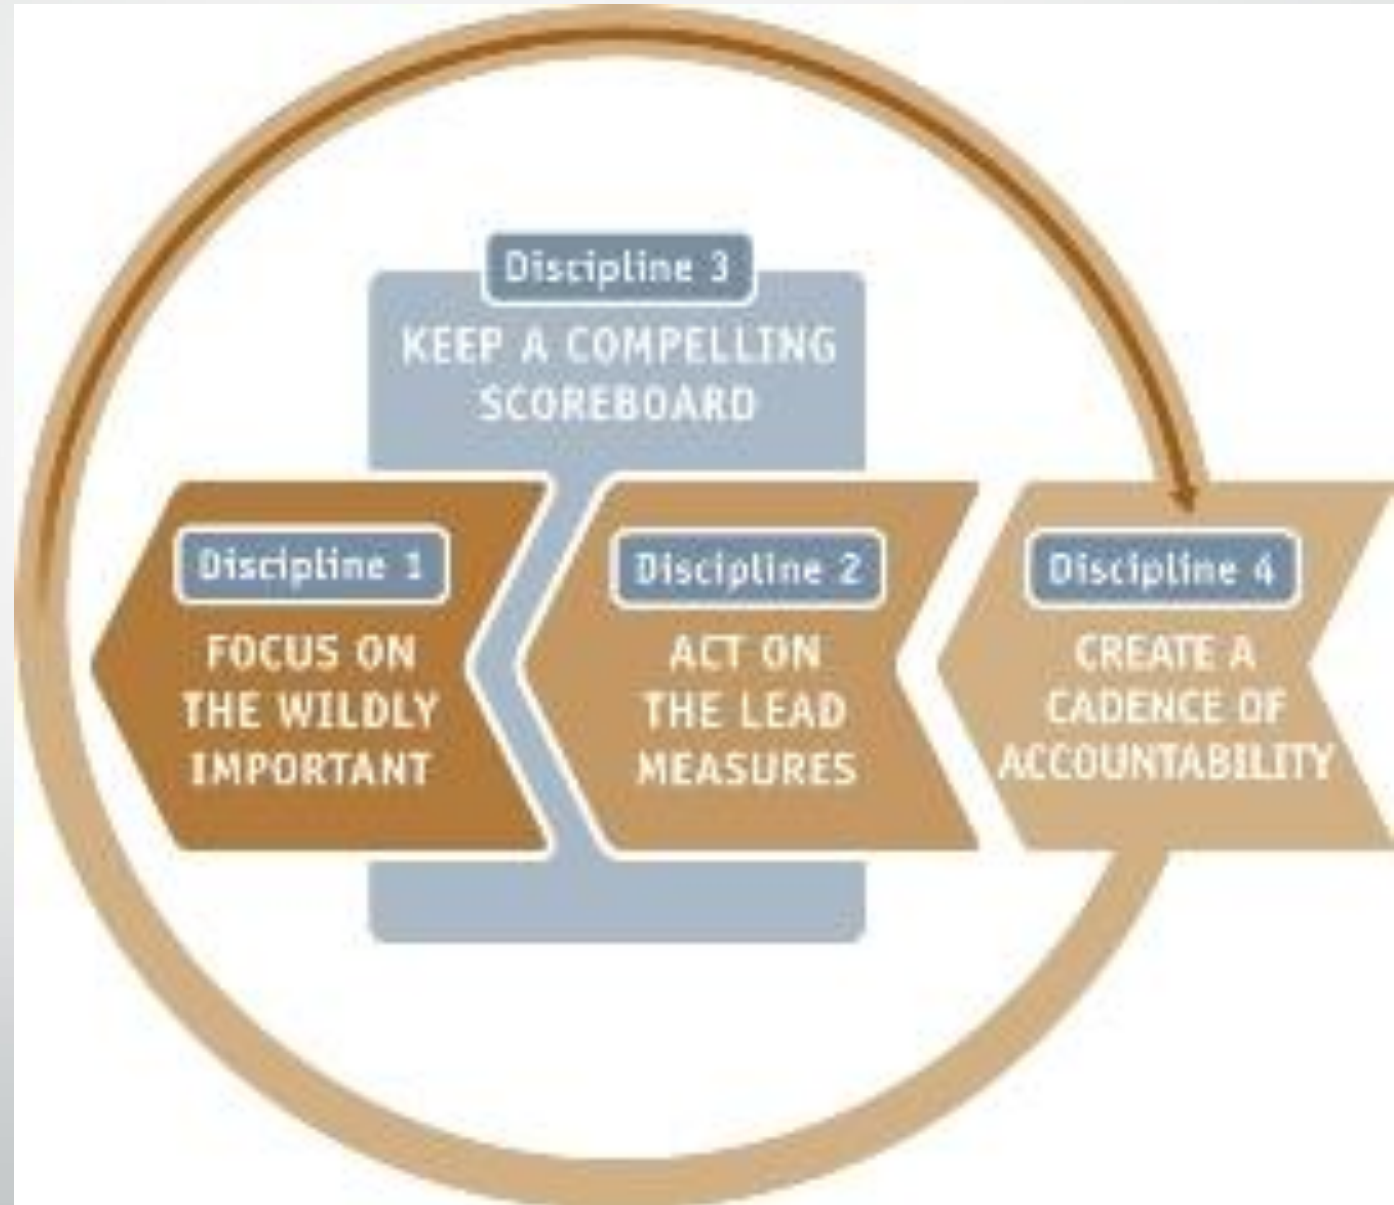 Discipline 3
KEEP A COMPELLING
SCOREBOARD
Discipline 1
FOCUS ON
THE WILDLY
IMPORTANT
Discipline 2
ACT ON
THE LEAD
MEASURES
Discipline 4
CREATE A
CADENCE OF
ACCOUNTABILITY